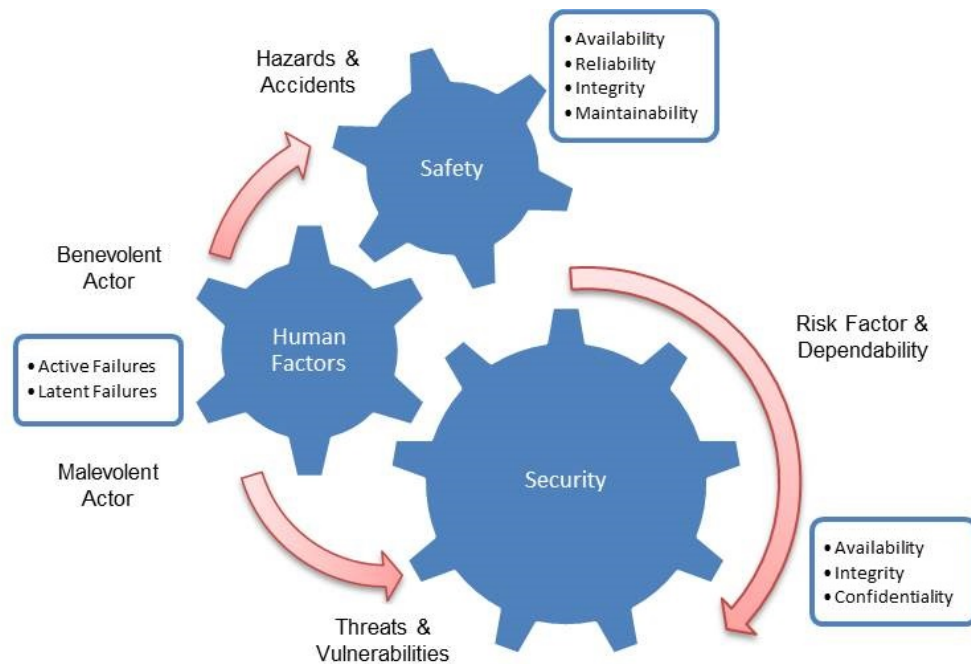 Hazards &
Accidents
• Availability
• Reliability
• Integrity
• Maintainability
Safety
Benevolent
Actor
Human
Factors
• Active Failures
• Latent Failures
Risk Factor &
Dependability
Malevolent
Actor
Security
• Availability
• Integrity
• Confidentiality
Threats &
Vulnerabilities